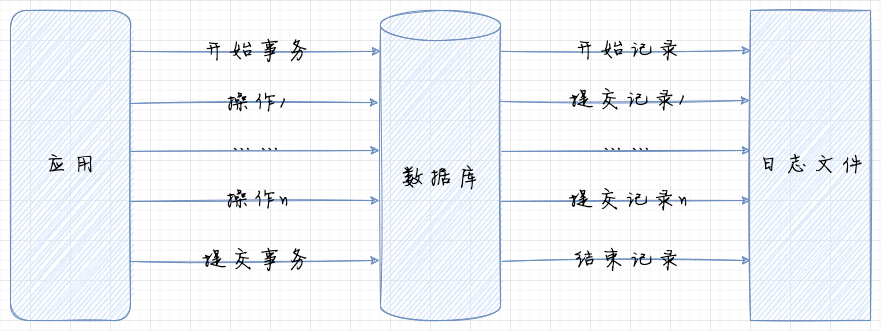 应用
开始事务
操作1
……
操作n
提交事务
数据库
开始记录
提交记录1
……
提交记录n
结束记录
日志文件